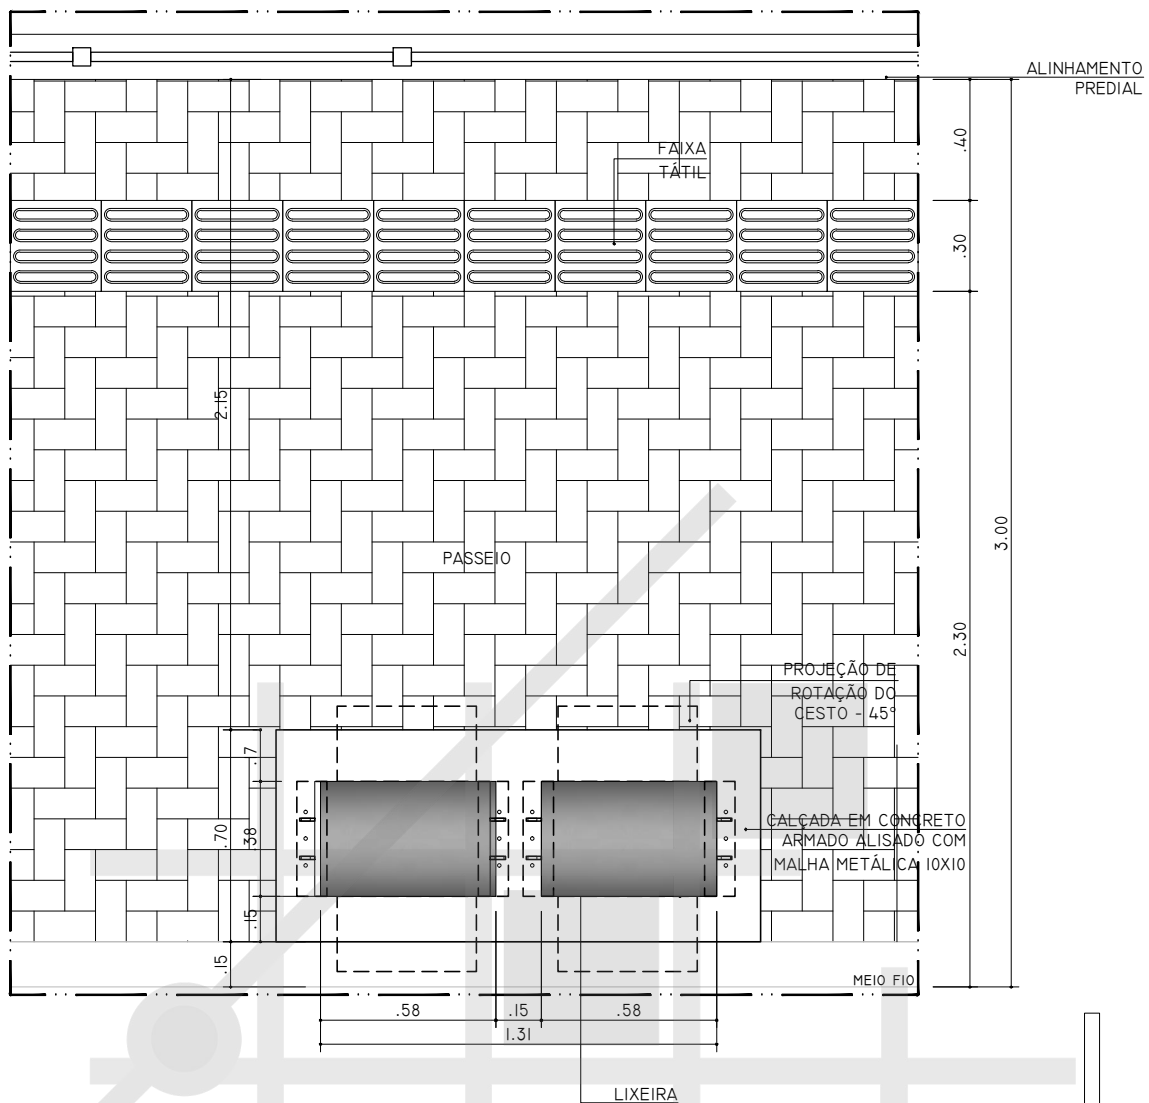 ALINHAMENTO
PREDIAL
FAIXA
TÁTIL
.40
.30
2.15
3.00
PASSEIO
2.30
PROJEÇÃO DE
ROTAÇÃO DO
CESTO - 45°
.7
.70
.38
CALÇADA EM CONCRETO
ARMADO ALISADO COM
MALHA METÁLICA 10X10
.15
.15
MEIO FIO
.58
.15
.58
1.31
LIXEIRA